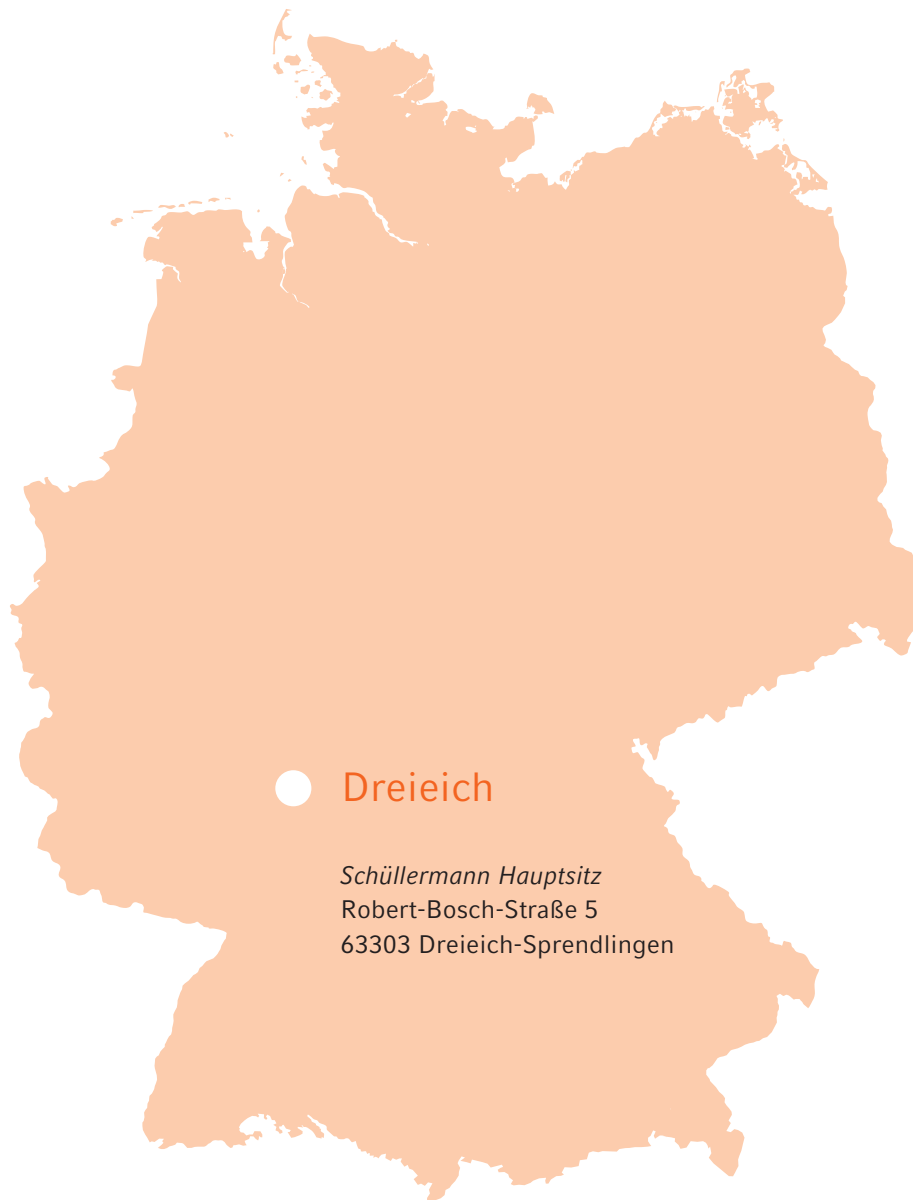 Dreieich
Schüllermann Hauptsitz
Robert-Bosch-Straße 5
63303 Dreieich-Sprendlingen